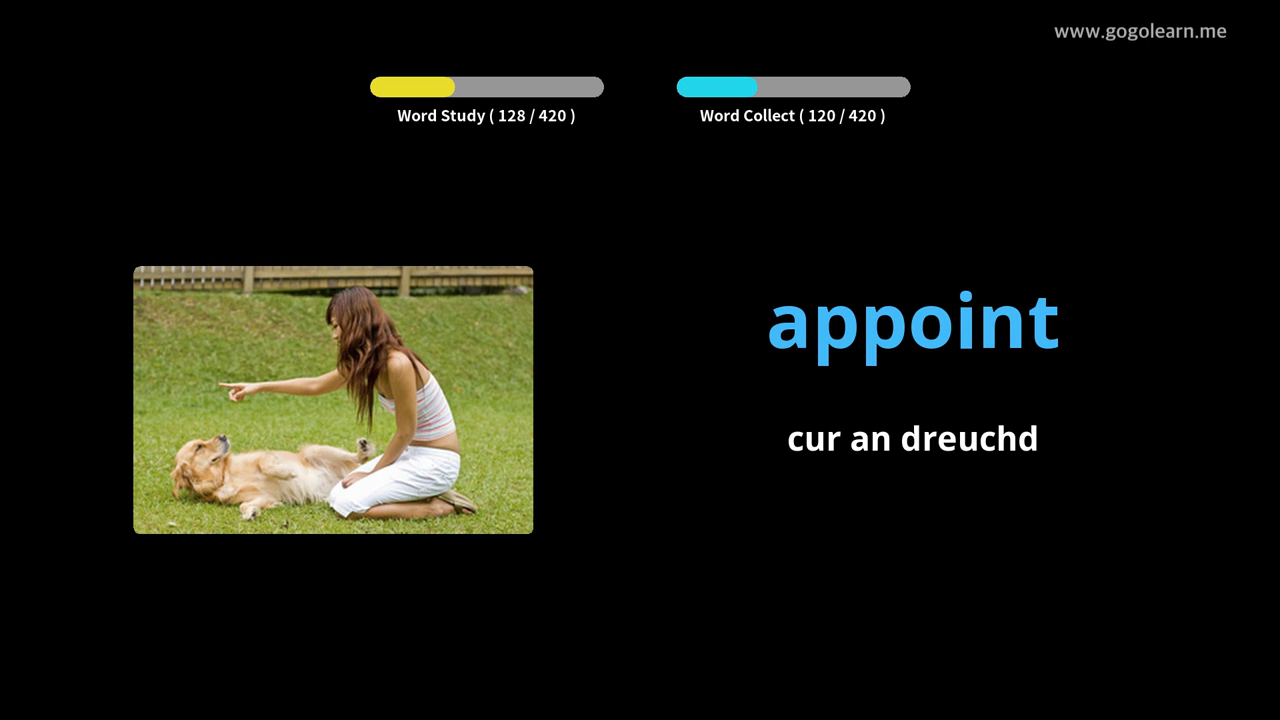 www.gogolearn.me
Word Study ( 128 / 420 )
Word Collect ( 120 / 420 )
appoint
cur an dreuchd